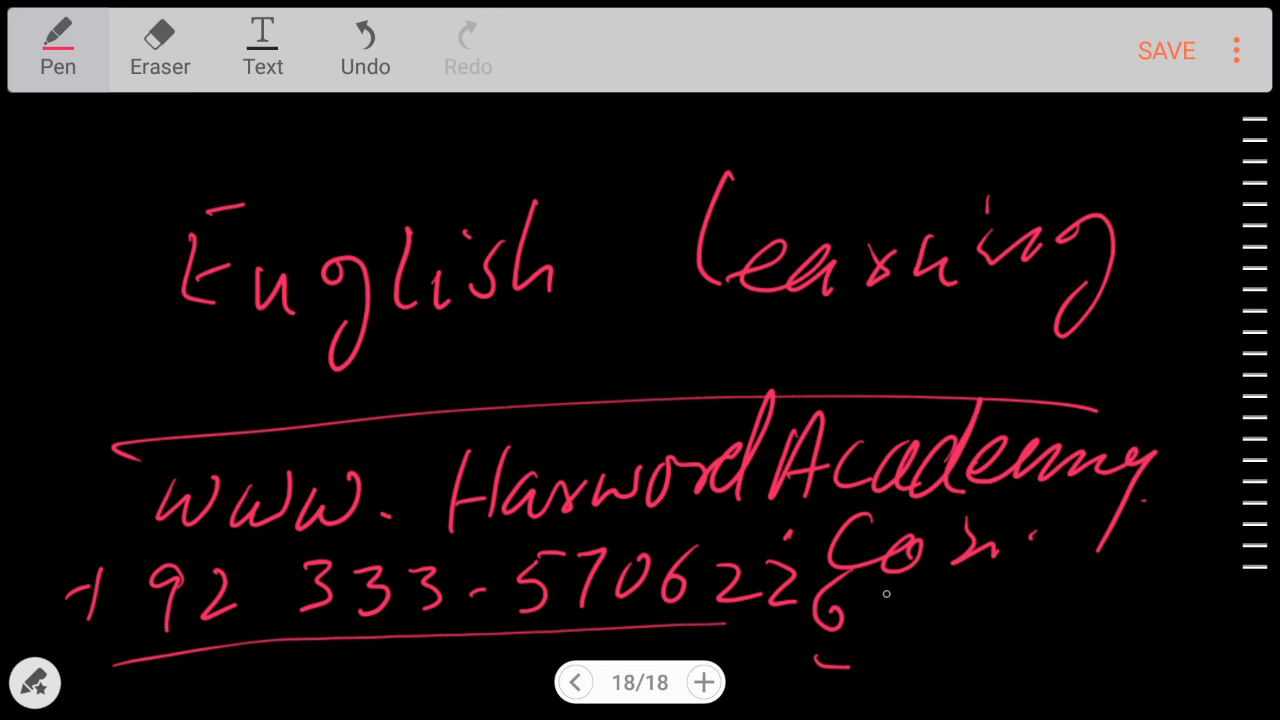 Pen Eraser Text Undo Redo SAVE
English Learning
www. HarwordAcademy.
Com.
+92 333-5706226
18/18